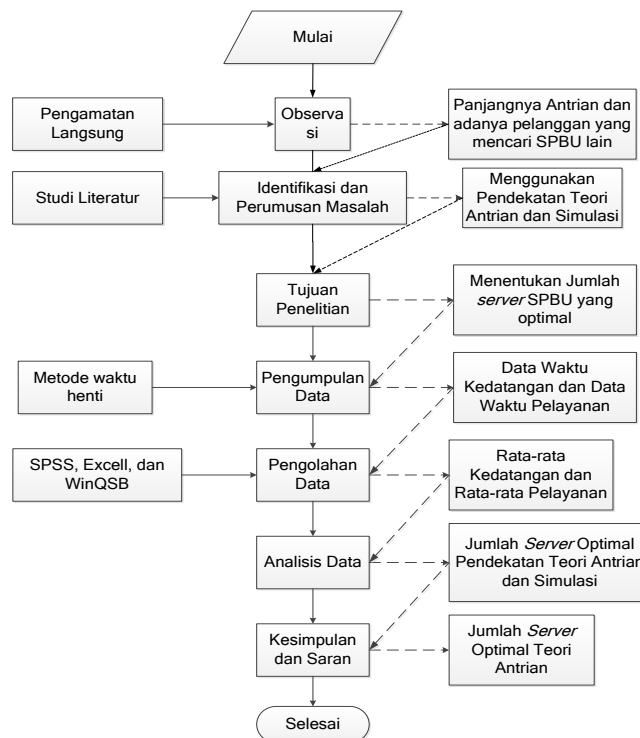 Mulai
Pengamatan
Langsung
Observa
si
Panjangnya Antrian dan
adanya pelanggan yang
mencari SPBU lain
Studi Literatur
Identifikasi dan
Perumusan Masalah
Menggunakan
Pendekatan Teori
Antrian dan Simulasi
Tujuan
Penelitian
Menentukan Jumlah
server SPBU yang
optimal
Metode waktu
henti
Pengumpulan
Data
Data Waktu
Kedatangan dan Data
Waktu Pelayanan
SPSS, Excell, dan
WinQSB
Pengolahan
Data
Rata-rata
Kedatangan dan
Rata-rata Pelayanan
Analisis Data
Jumlah Server Optimal
Pendekatan Teori Antrian
dan Simulasi
Kesimpulan
dan Saran
Jumlah Server
Optimal Teori
Antrian
Selesai